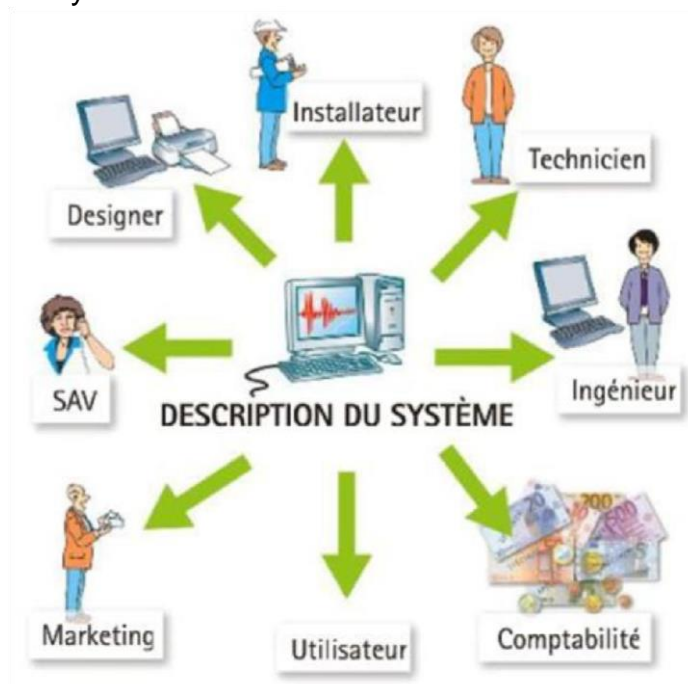 Installateur
Technicien
Designer
SAV
Ingénieur
DESCRIPTION DU SYSTÈME
Marketing
Utilisateur
Comptabilité